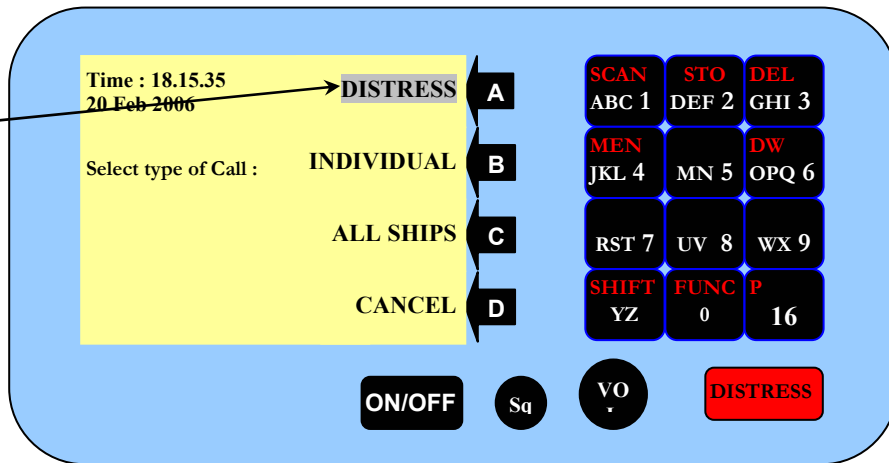 Time : 18.15.35
20 Feb 2006
DISTRESS
A
Select type of Call :
INDIVIDUAL
B
ALL SHIPS
C
CANCEL
D
SCAN STO DEL
ABC 1 DEF 2 GHI 3
MEN DW
JKL 4 MN 5 OPQ 6
RST 7 UV 8 WX 9
SHIFT FUNC P
YZ 0 16
ON/OFF
Sq
VO
DISTRESS